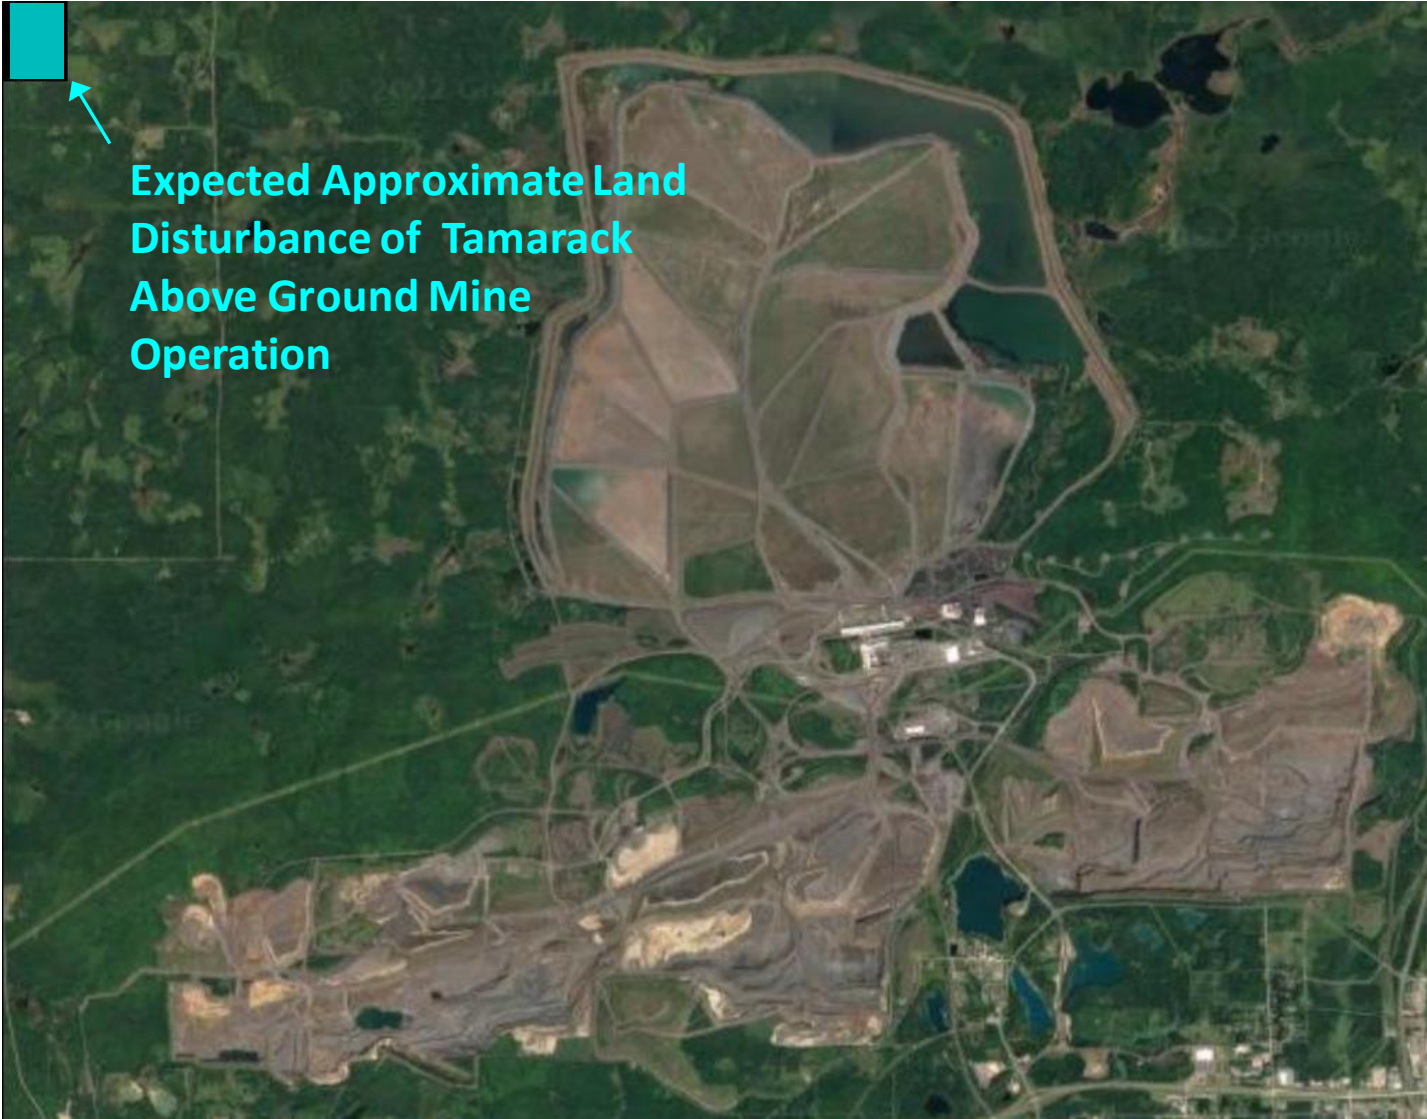 Expected Approximate Land
Disturbance of Tamarack
Above Ground Mine
Operation